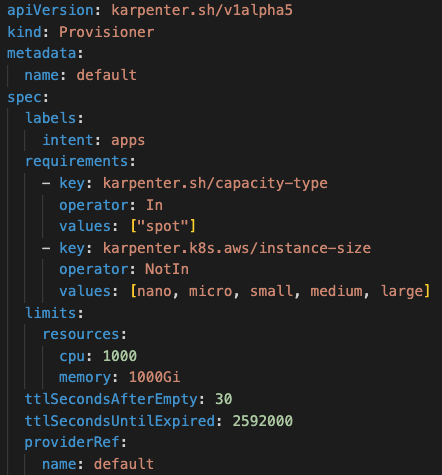 apiVersion: karpenter.sh/v1alpha5
kind: Provisioner
metadata:
  name: default
spec:
  labels:
    intent: apps
  requirements:
    - key: karpenter.sh/capacity-type
      operator: In
      values: ["spot"]
    - key: karpenter.k8s.aws/instance-size
      operator: NotIn
      values: [nano, micro, small, medium, large]
  limits:
    resources:
      cpu: 1000
      memory: 1000Gi
  ttlSecondsAfterEmpty: 30
  ttlSecondsUntilExpired: 2592000
  providerRef:
    name: default